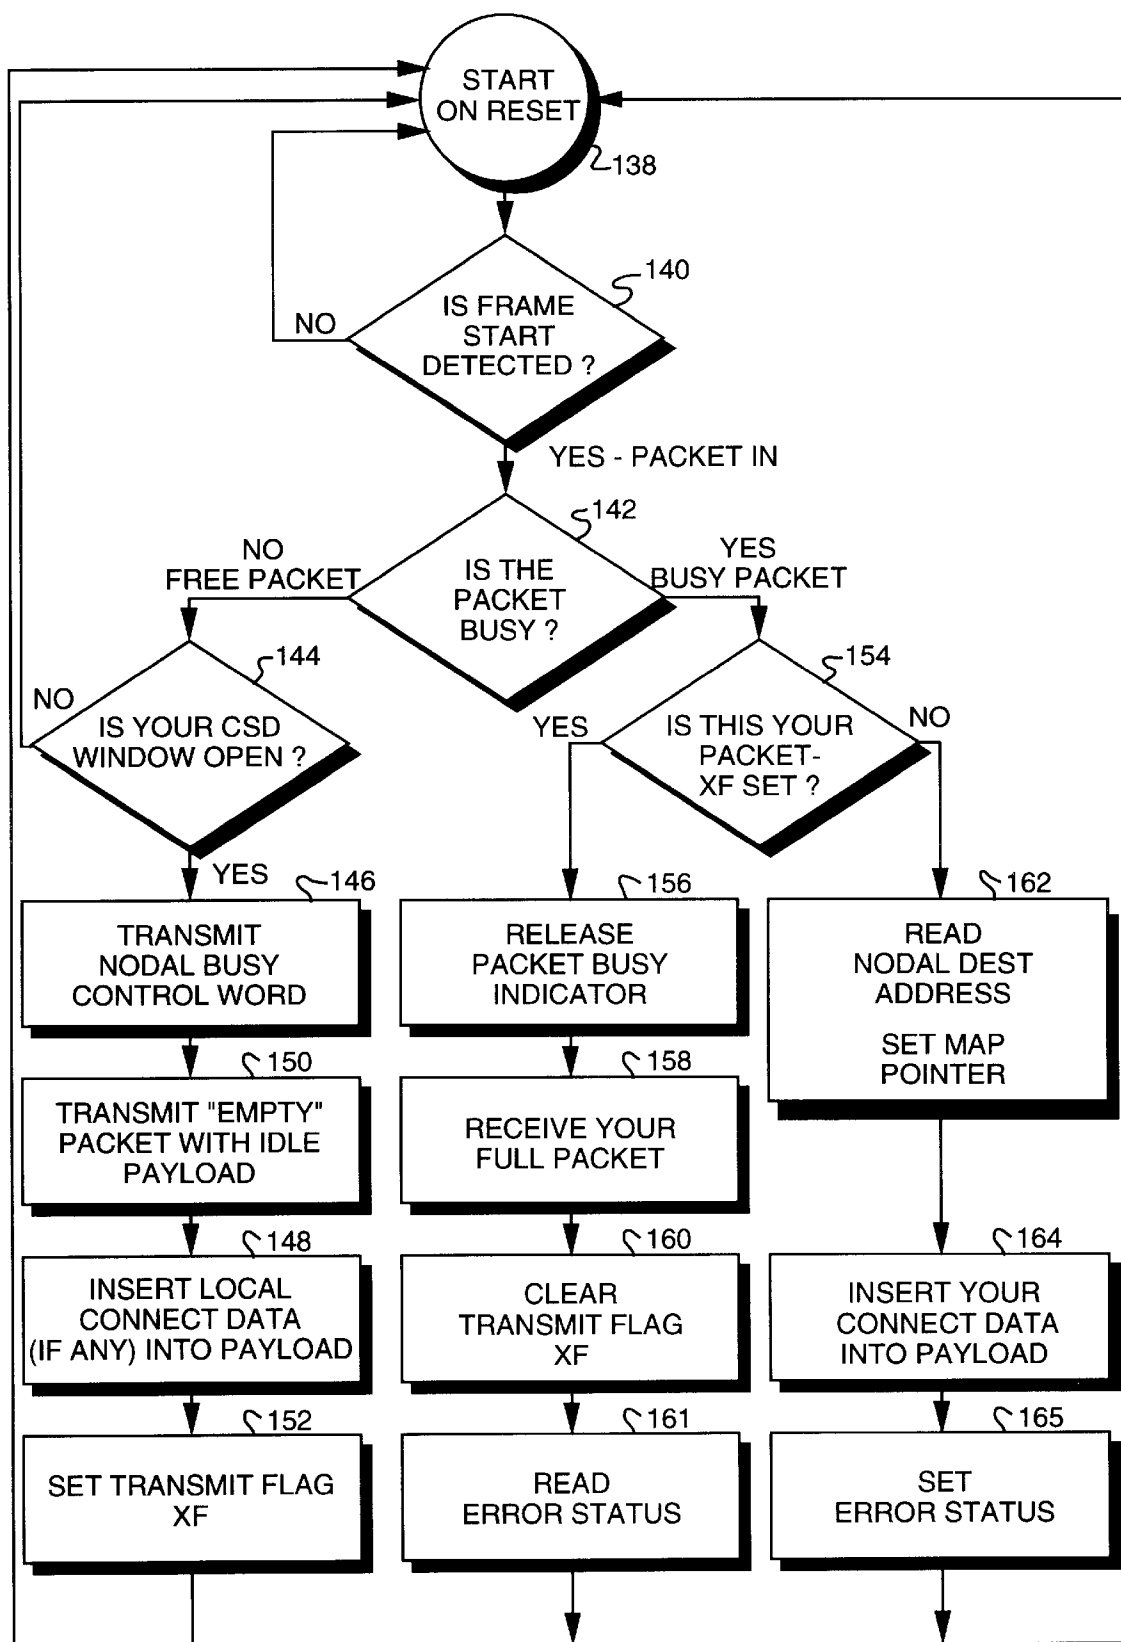 START
ON RESET
138
140
IS FRAME
START
DETECTED ?
NO
YES - PACKET IN
142
IS THE
PACKET
BUSY ?
NO
FREE PACKET
YES
BUSY PACKET
144
IS YOUR CSD
WINDOW OPEN ?
NO
YES
154
IS THIS YOUR
PACKET-
XF SET ?
YES
NO
146
TRANSMIT
NODAL BUSY
CONTROL WORD
150
TRANSMIT "EMPTY"
PACKET WITH IDLE
PAYLOAD
148
INSERT LOCAL
CONNECT DATA
(IF ANY) INTO PAYLOAD
152
SET TRANSMIT FLAG
XF
156
RELEASE
PACKET BUSY
INDICATOR
158
RECEIVE YOUR
FULL PACKET
160
CLEAR
TRANSMIT FLAG
XF
161
READ
ERROR STATUS
162
READ
NODAL DEST
ADDRESS
SET MAP
POINTER
164
INSERT YOUR
CONNECT DATA
INTO PAYLOAD
165
SET
ERROR STATUS